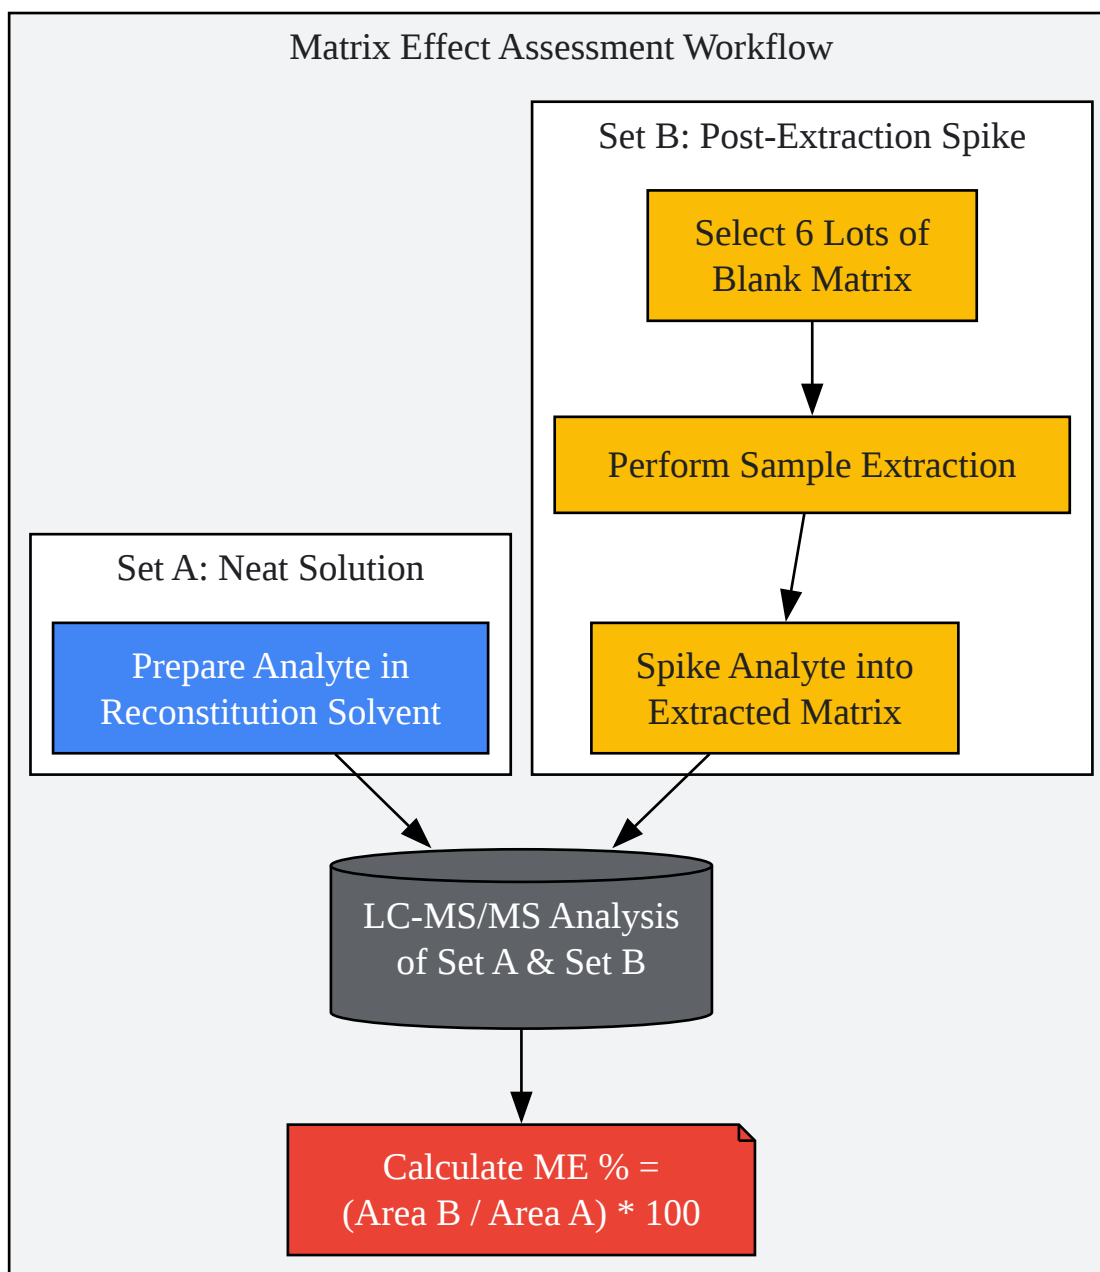 Matrix Effect Assessment Workflow
Set B: Post-Extraction Spike
Select 6 Lots of
Blank Matrix
Perform Sample Extraction
Set A: Neat Solution
Prepare Analyte in
Reconstitution Solvent
Spike Analyte into
Extracted Matrix
LC-MS/MS Analysis
of Set A & Set B
Calculate ME % =
(Area B / Area A) * 100